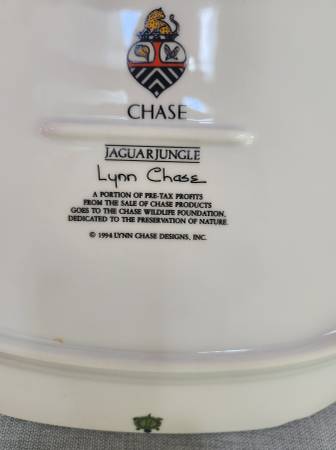 CHASE
JAGUAR JUNGLE
Lynn Chase
A PORTION OF PRE-TAX PROFITS
FROM THE SALE OF CHASE PRODUCTS
GOES TO THE CHASE WILDLIFE FOUNDATION,
DEDICATED TO THE PRESERVATION OF NATURE.
© 1994 LYNN CHASE DESIGNS, INC.